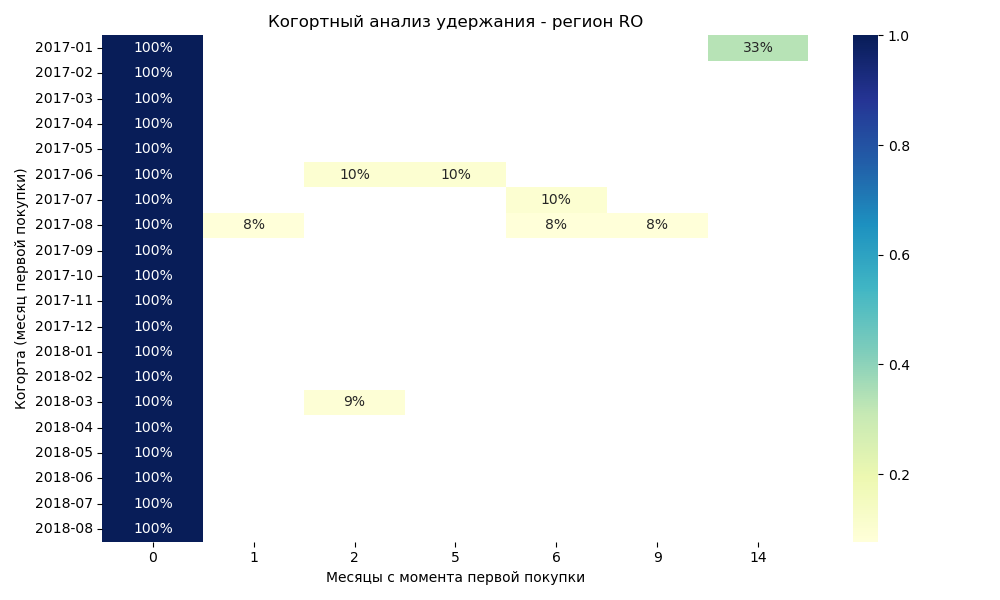 Когортный анализ удержания - регион RO
Когорта (месяц первой покупки)
2017-01 100% 33%
2017-02 100%
2017-03 100%
2017-04 100%
2017-05 100%
2017-06 100% 10% 10%
2017-07 100% 10%
2017-08 100% 8% 8% 8%
2017-09 100%
2017-10 100%
2017-11 100%
2017-12 100%
2018-01 100%
2018-02 100%
2018-03 100% 9%
2018-04 100%
2018-05 100%
2018-06 100%
2018-07 100%
2018-08 100%
0 1 2 5 6 9 14
Месяцы с момента первой покупки
1.0
0.8
0.6
0.4
0.2